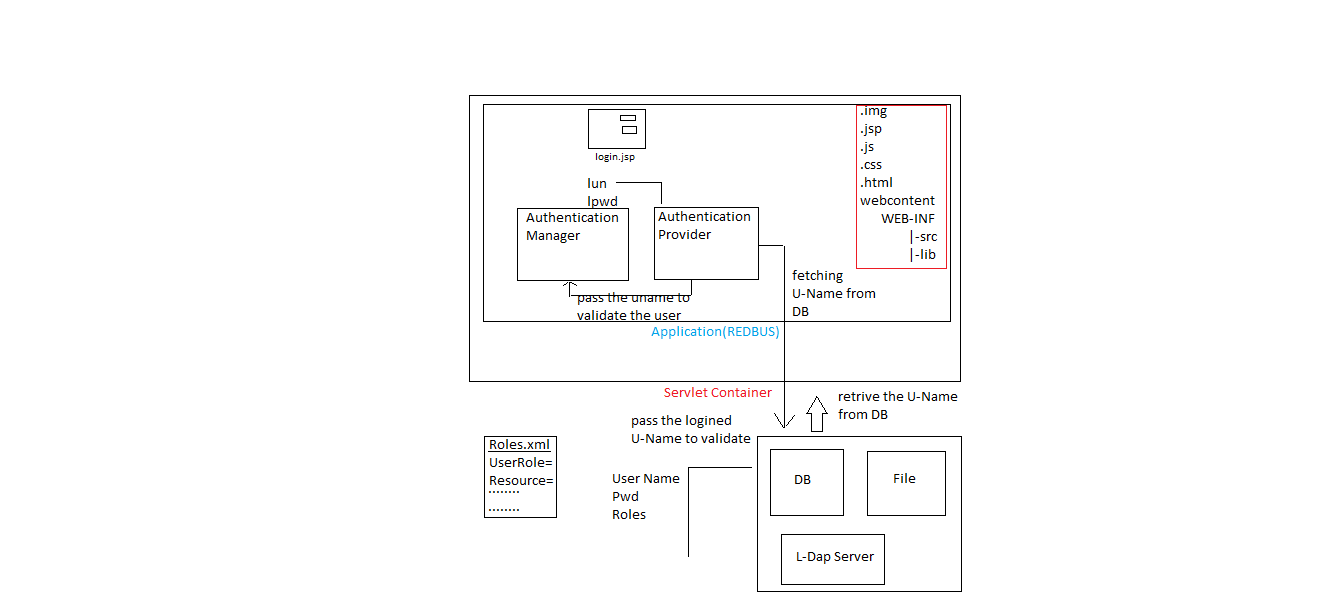 login.jsp
lun
lpwd
Authentication
Manager
Authentication
Provider
pass the uname to
validate the user
fetching
U-Name from
DB
.img
.jsp
.js
.css
.html
webcontent
WEB-INF
|-src
|-lib
Application(REDBUS)
Servlet Container
pass the logined
U-Name to validate
retrive the U-Name
from DB
Roles.xml
UserRole=
Resource=
........
........
User Name
Pwd
Roles
DB
File
L-Dap Server